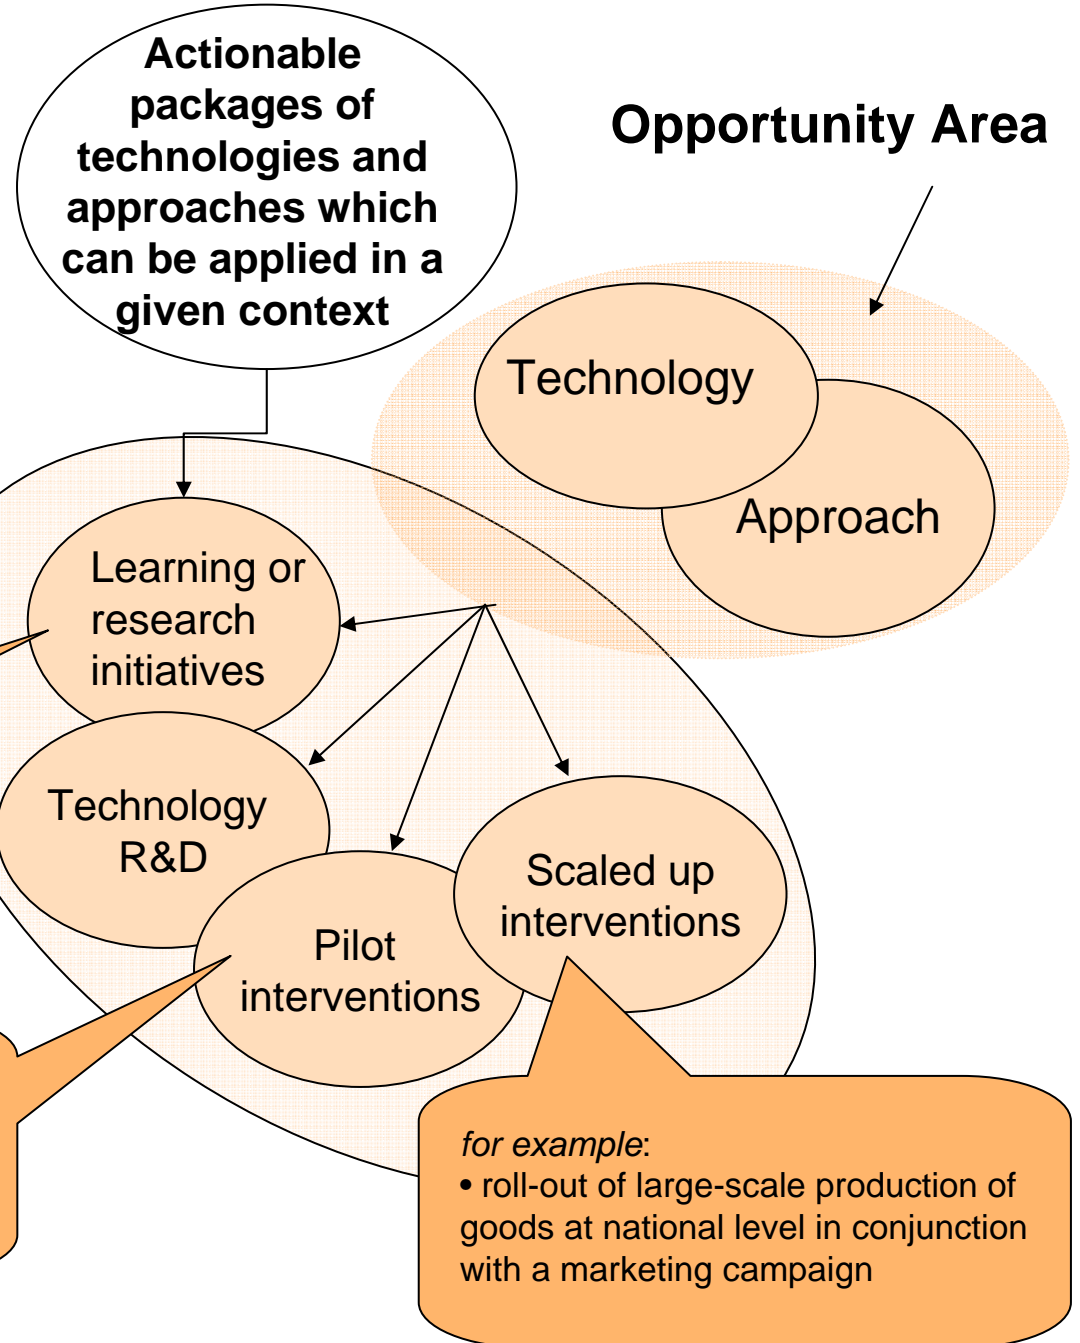 Actionable
packages of
technologies and
approaches which
can be applied in a
given context
Opportunity Area
Technology
Approach
Learning or
research
initiatives
Technology
R&D
Pilot
interventions
Scaled up
interventions
for example:
• roll-out of large-scale production of
goods at national level in conjunction
with a marketing campaign